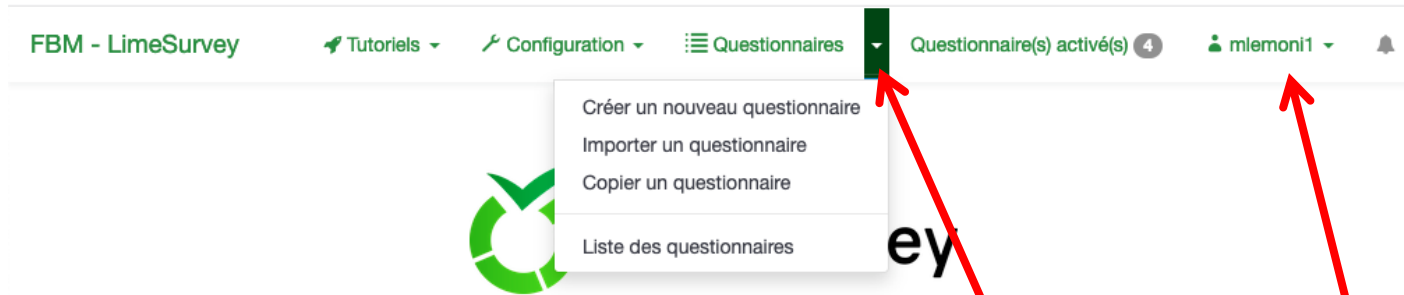 FBM - LimeSurvey Tutoriels Configuration Questionnaires Questionnaire(s) activé(s) 4 mlemoni1
Créer un nouveau questionnaire
Importer un questionnaire
Copier un questionnaire
Liste des questionnaires
ey